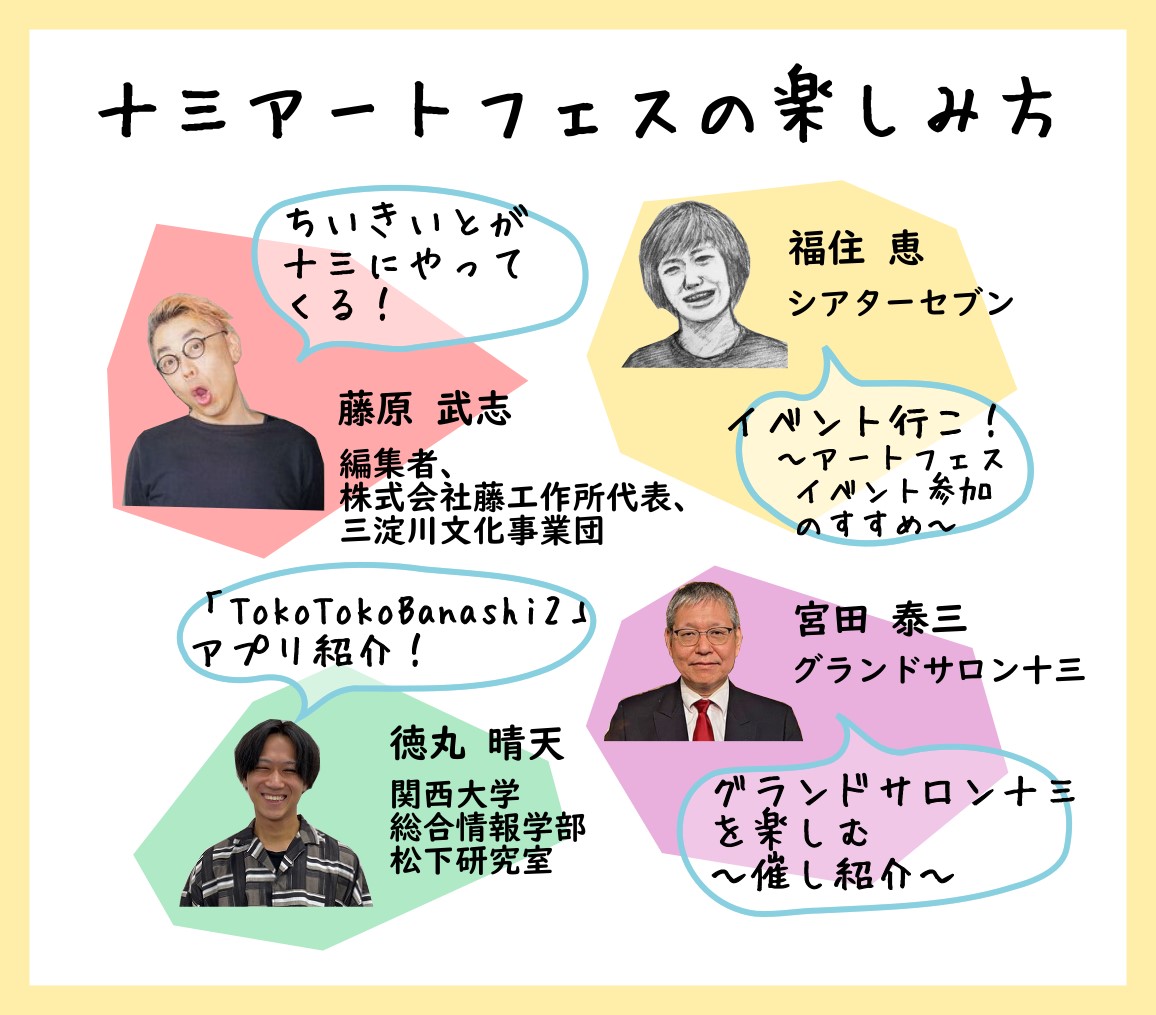 十三アートフェスの楽しみ方
ちいきいとが
十三にやって
くる！
藤原 武志
編集者、
株式会社藤工作所代表、
三淀川文化事業団
福住 恵
シアターセブン
イベント行こ！
～アートフェス
イベント参加
のすすめ～
「TokoTokoBanashi2」
アプリ紹介！
徳丸 晴天
関西大学
総合情報学部
松下研究室
宮田 泰三
グランドサロン十三
グランドサロン十三
を楽しむ
～催し紹介～